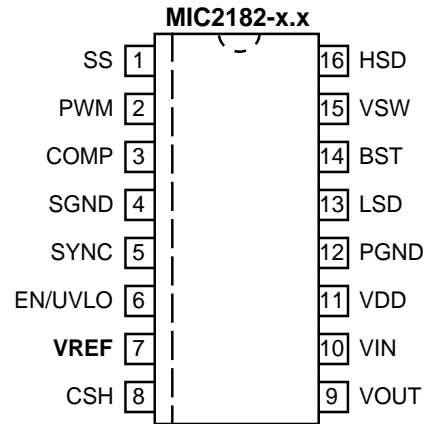 MIC2182-x.x
SS 1 16 HSD
PWM 2 15 VSW
COMP 3 14 BST
SGND 4 13 LSD
SYNC 5 12 PGND
EN/UVLO 6 11 VDD
VREF 7 10 VIN
CSH 8 9 VOUT